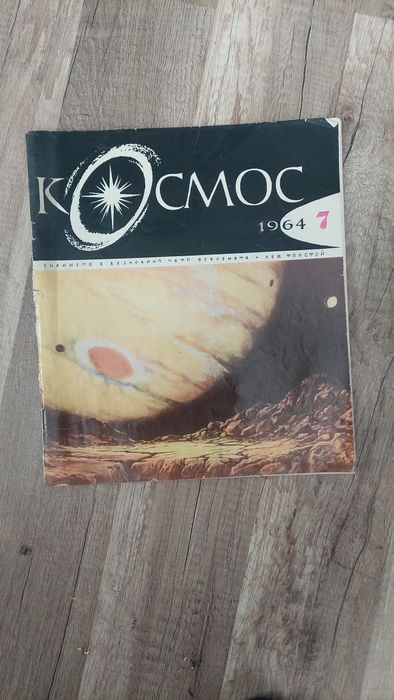 КОСМОС
1964 7
ЗНАНИЕТО Е БЕЗКРАЙНО КАТО ВСЕЛЕНАТА • ЛЕВ ТОЛСТОЙ